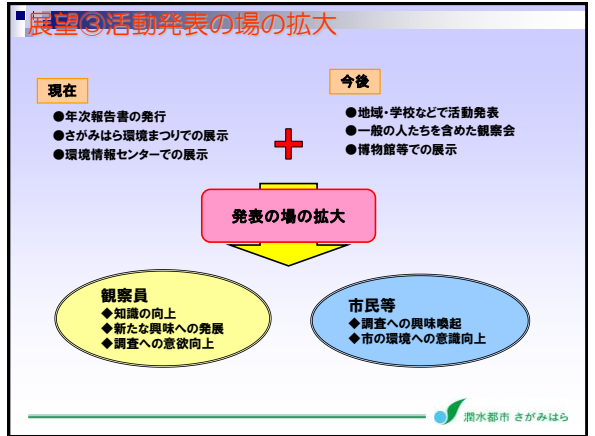 展望③活動発表の場の拡大
現在
●年次報告書の発行
●さがみはら環境まつりでの展示
●環境情報センターでの展示
今後
●地域・学校などで活動発表
●一般の人たちを含めた観察会
●博物館等での展示
発表の場の拡大
観察員
◆知識の向上
◆新たな興味への発展
◆調査への意欲向上
市民等
◆調査への興味喚起
◆市の環境への意識向上
潤水都市 さがみはら